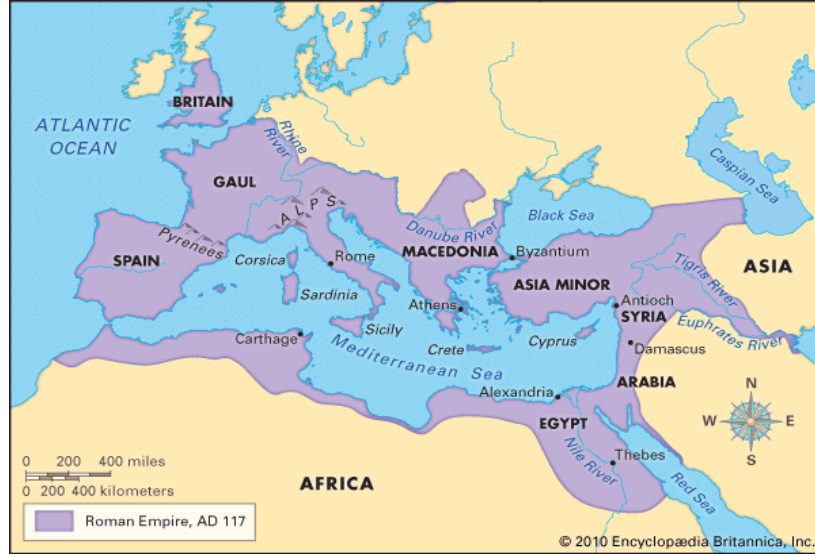 BRITAIN
ATLANTIC
OCEAN
Rhine
River
GAUL
ALPS
Caspian Sea
Pyrenees
Black Sea
Danube River
SPAIN
Corsica
Rome
MACEDONIA
Byzantium
ASIA
Sardinia
ASIA MINOR
Tigris River
Athens
Antioch
SYRIA
Sicily
Euphrates River
Carthage
Mediterranean Sea
Crete
Cyprus
Damascus
Alexandria
ARABIA
N
W
E
S
EGYPT
Nile River
Thebes
Red Sea
0 200 400 miles
0 200 400 kilometers
AFRICA
Roman Empire, AD 117
© 2010 Encyclopædia Britannica, Inc.